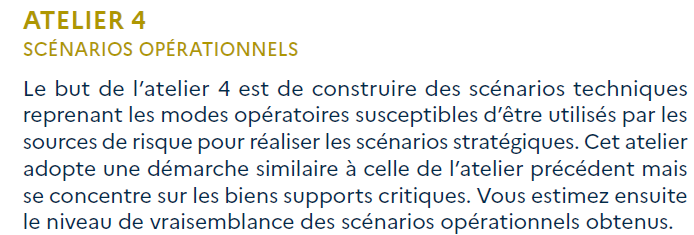 ATELIER 4
SCÉNARIOS OPÉRATIONNELS
Le but de l'atelier 4 est de construire des scénarios techniques
reprenant les modes opératoires susceptibles d'être utilisés par les
sources de risque pour réaliser les scénarios stratégiques. Cet atelier
adopte une démarche similaire à celle de l'atelier précédent mais
se concentre sur les biens supports critiques. Vous estimez ensuite
le niveau de vraisemblance des scénarios opérationnels obtenus.